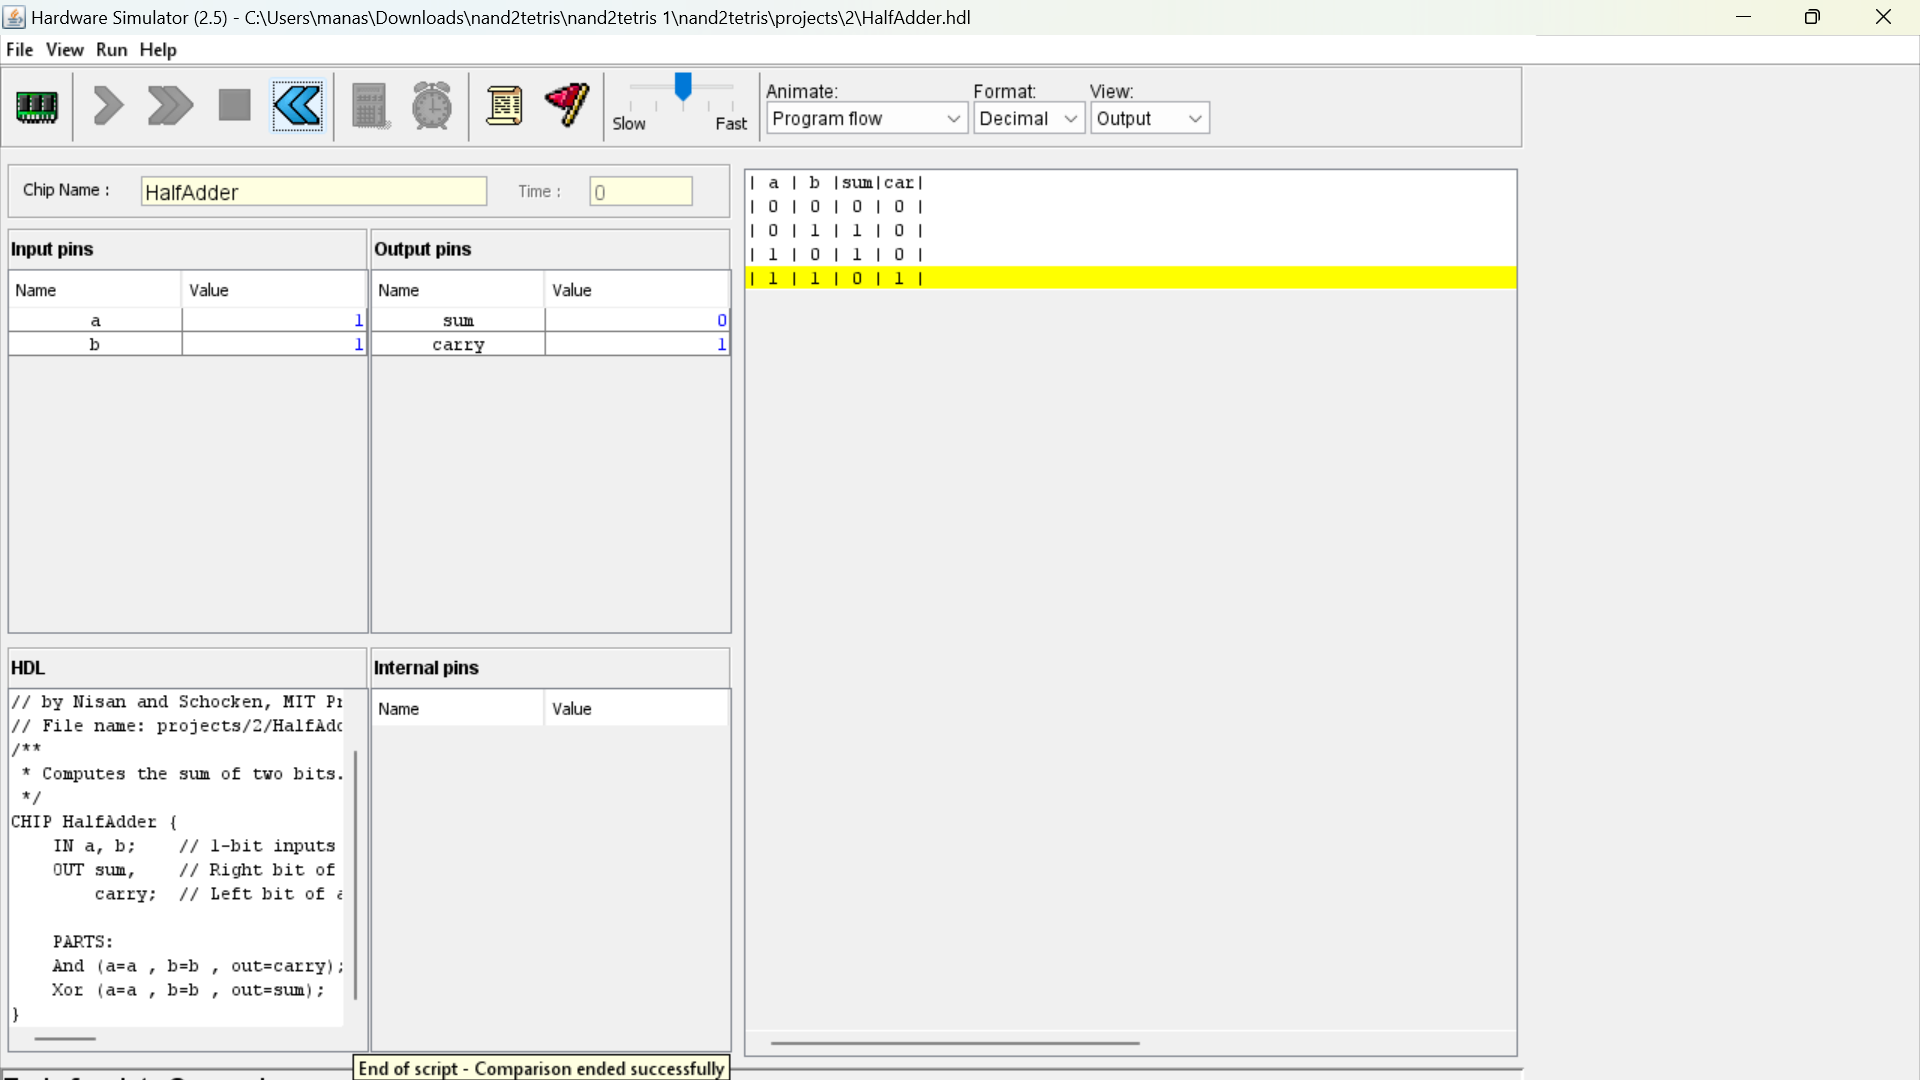 Hardware Simulator (2.5) - C:\Users\manas\Downloads\nand2tetris\nand2tetris 1\nand2tetris\projects\2\HalfAdder.hdl
File View Run Help
Slow Fast
Animate: Format: View:
Program flow Decimal Output
Chip Name : HalfAdder Time : 0
Input pins
Name Value
a 1
b 1
Output pins
Name Value
sum 0
carry 1
| a | b |sum|car|
| 0 | 0 | 0 | 0 |
| 0 | 1 | 1 | 0 |
| 1 | 0 | 1 | 0 |
| 1 | 1 | 0 | 1 |
HDL
// by Nisan and Schocken, MIT Pr
// File name: projects/2/HalfAdd
/**
* Computes the sum of two bits.
*/
CHIP HalfAdder {
IN a, b; // 1-bit inputs
OUT sum, // Right bit of
carry; // Left bit of
PARTS:
And (a=a , b=b , out=carry);
Xor (a=a , b=b , out=sum);
}
Internal pins
Name Value
End of script - Comparison ended successfully